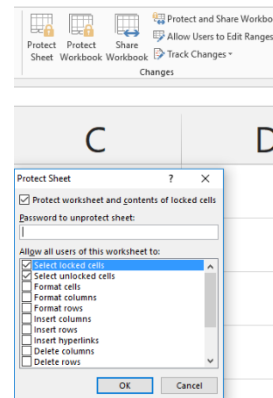 Protect and Share Workbo
Allow Users to Edit Ranges
Protect Protect Share
Sheet Workbook Workbook
Track Changes
Changes
C D
Protect Sheet ? X
Protect worksheet and contents of locked cells
Password to unprotect sheet:
Allow all users of this worksheet to:
Select locked cells
Select unlocked cells
Format cells
Format columns
Format rows
Insert columns
Insert rows
Insert hyperlinks
Delete columns
Delete rows
OK Cancel